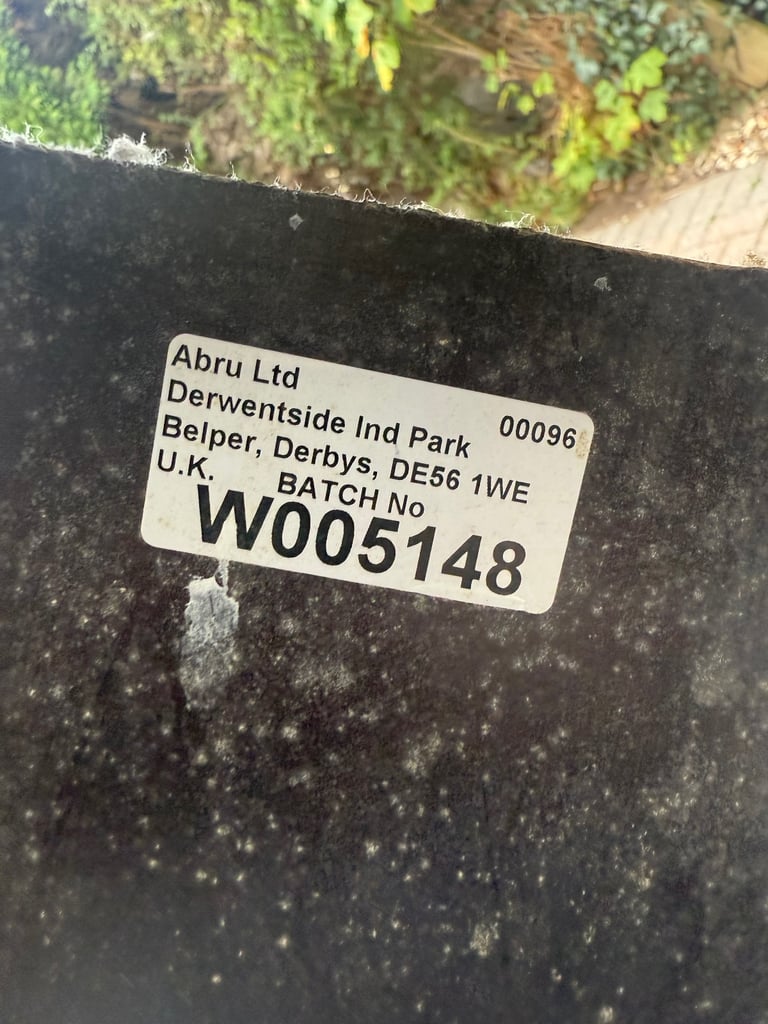 Abru Ltd
Derwentside Ind Park 00096
Belper, Derbys, DE56 1WE
U.K. BATCH No
W005148